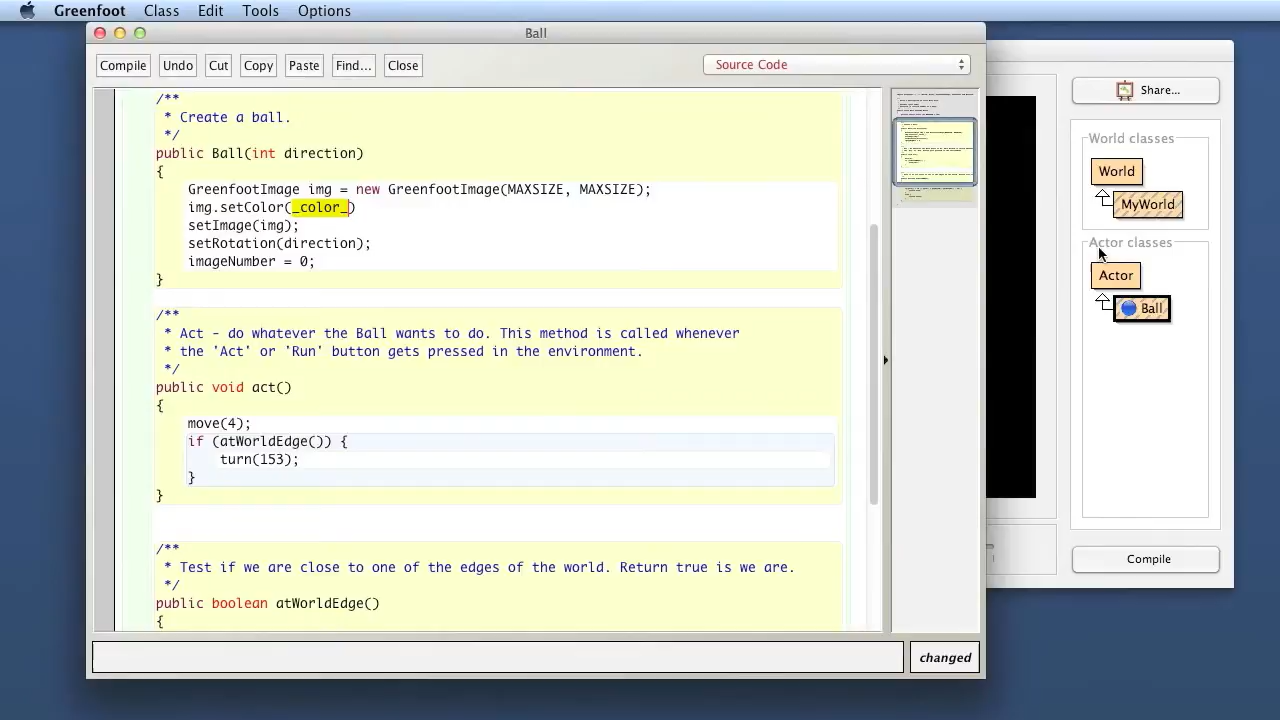 Greenfoot Class Edit Tools Options
Ball
Compile Undo Cut Copy Paste Find... Close Source Code
/**
* Create a ball.
*/
public Ball(int direction)
{
GreenfootImage img = new GreenfootImage(MAXSIZE, MAXSIZE);
img.setColor(_color_)
setImage(img);
setRotation(direction);
imageNumber = 0;
}
/**
* Act - do whatever the Ball wants to do. This method is called whenever
* the 'Act' or 'Run' button gets pressed in the environment.
*/
public void act()
{
move(4);
if (atWorldEdge()) {
turn(153);
}
}
/**
* Test if we are close to one of the edges of the world. Return true is we are.
*/
public boolean atWorldEdge()
{
changed
Share...
World classes
World
MyWorld
Actor classes
Actor
Ball
Compile